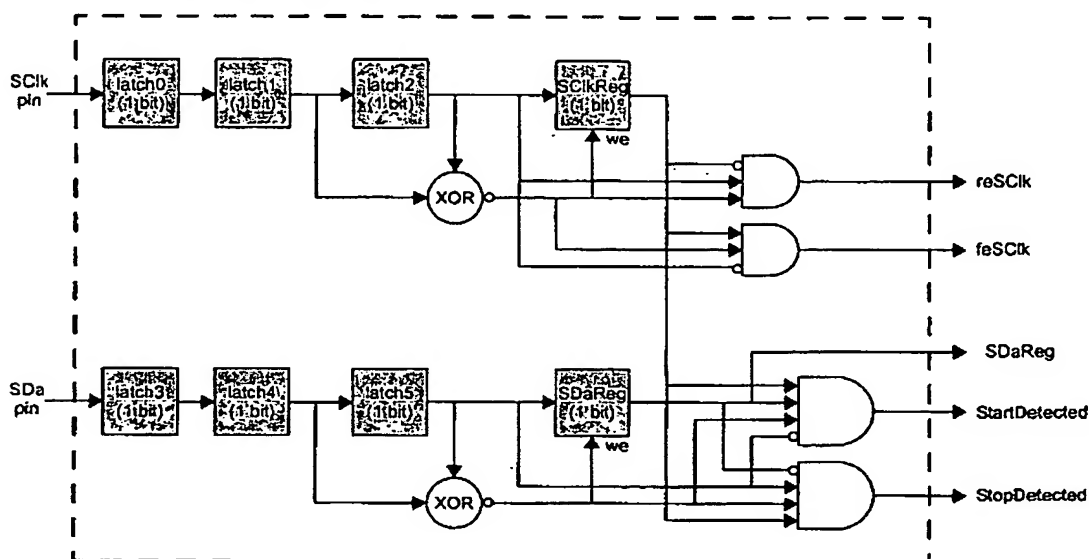 SClk
pin
latch0
(1 bit)
latch1
(1 bit)
latch2
(1 bit)
SClkReg
(1 bit)
we
XOR
reSClk
feSClk
SDa
pin
latch3
(1 bit)
latch4
(1 bit)
latch5
(1 bit)
SDaReg
(1 bit)
we
XOR
SDaReg
StartDetected
StopDetected